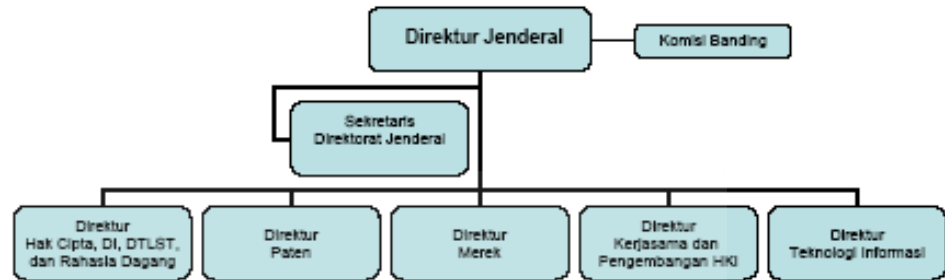 Direktur Jenderal
Komisi Banding
Sekretaris
Direktorat Jenderal
Direktur
Hak Cipta, DI, DTLST,
dan Rahasia Dagang
Direktur
Paten
Direktur
Merek
Direktur
Kerjasama dan
Pengembangan HKI
Direktur
Teknologi Informasi